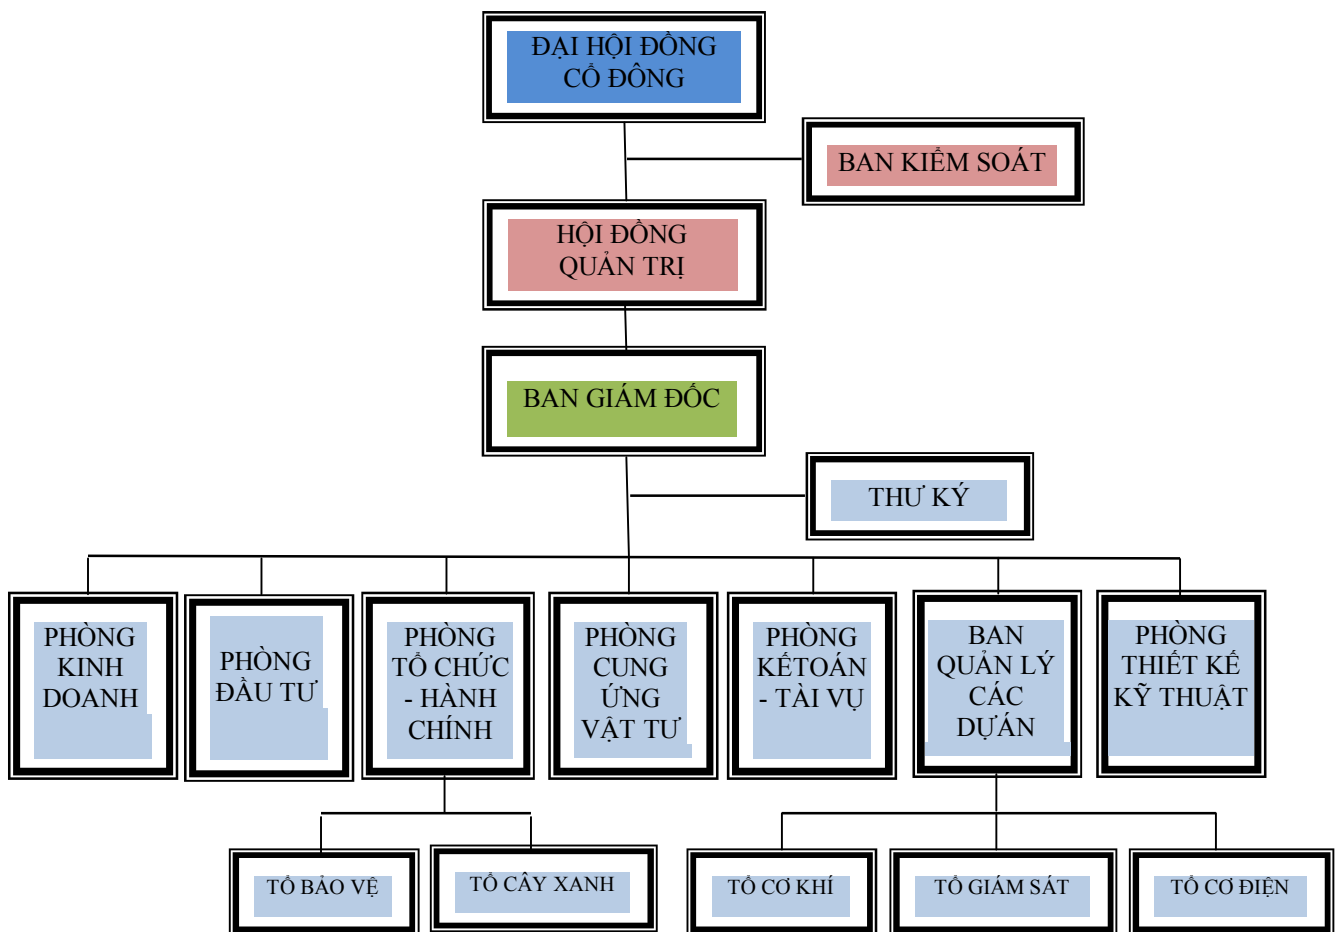 ĐẠI HỘI ĐỒNG
CỔ ĐÔNG
BAN KIỂM SOÁT
HỘI ĐỒNG
QUẢN TRỊ
BAN GIÁM ĐỐC
THƯ KÝ
PHÒNG
KINH
DOANH
PHÒNG
ĐẦU TƯ
PHÒNG
TỔ CHỨC
- HÀNH
CHÍNH
PHÒNG
CUNG
ỨNG
VẬT TƯ
PHÒNG
KẾTOÁN
- TÀI VỤ
BAN
QUẢN LÝ
CÁC
DỰÁN
PHÒNG
THIẾT KẾ
KỸ THUẬT
TỔ BẢO VỆ
TỔ CÂY XANH
TỔ CƠ KHÍ
TỔ GIÁM SÁT
TỔ CƠ ĐIỆN